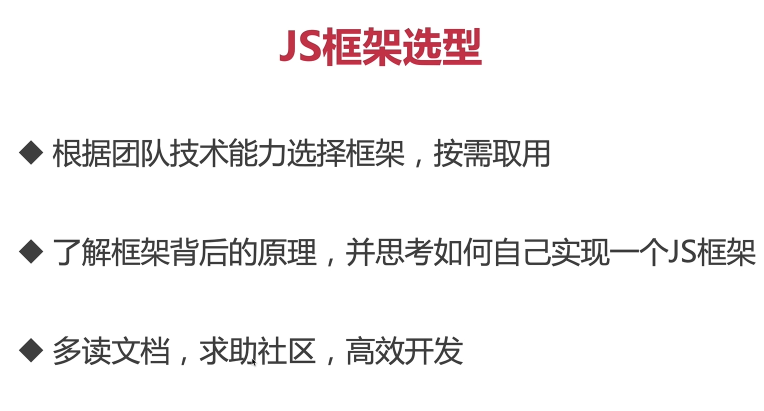 JS框架选型
◆ 根据团队技术能力选择框架，按需取用
◆ 了解框架背后的原理，并思考如何自己实现一个JS框架
◆ 多读文档，求助社区，高效开发